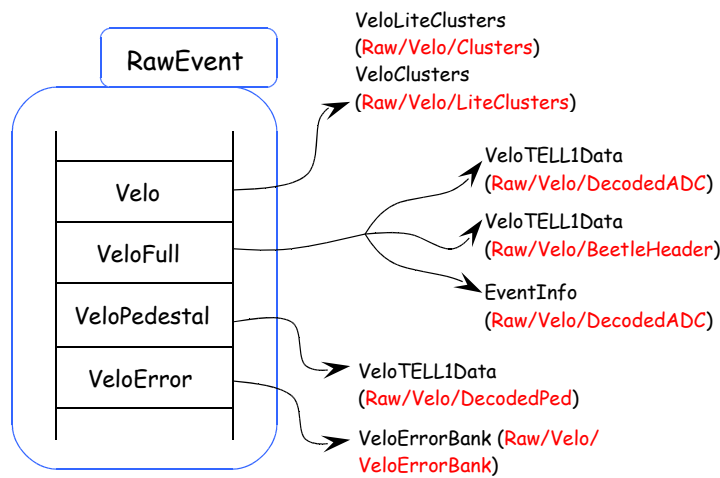 RawEvent
Velo
VeloFull
VeloPedestal
VeloError
VeloLiteClusters
(Raw/Velo/Clusters)
VeloClusters
(Raw/Velo/LiteClusters)
VeloTELL1Data
(Raw/Velo/DecodedADC)
VeloTELL1Data
(Raw/Velo/BeetleHeader)
EventInfo
(Raw/Velo/DecodedADC)
VeloTELL1Data
(Raw/Velo/DecodedPed)
VeloErrorBank (Raw/Velo/
VeloErrorBank)